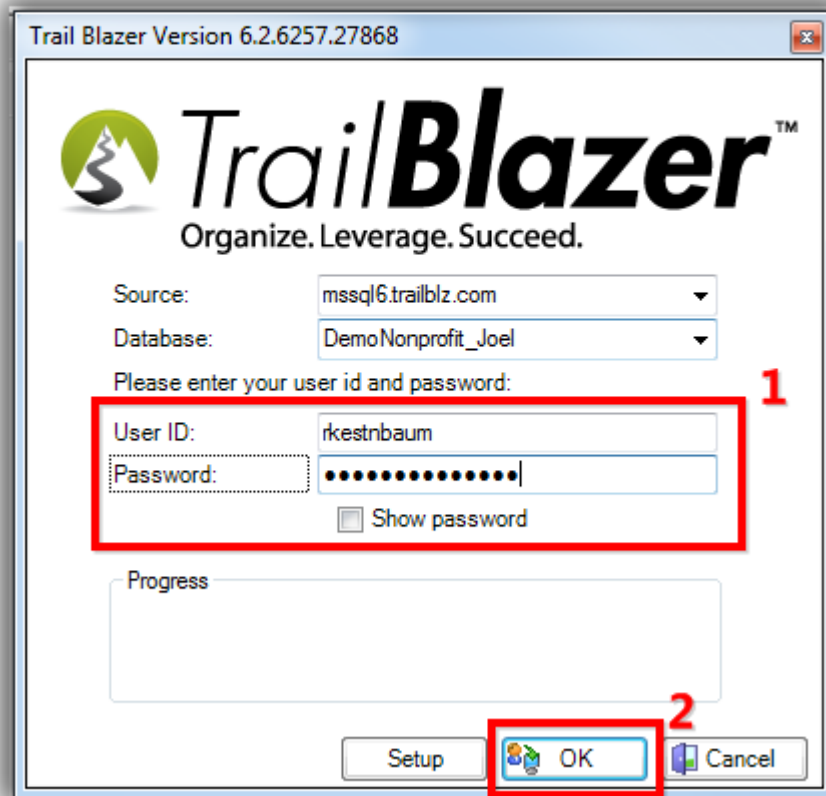 Trail Blazer Version 6.2.6257.27868
TrailBlazer™
Organize. Leverage. Succeed.
Source: mssql6.trailblz.com
Database: DemoNonprofit_Joel
Please enter your user id and password:
1
User ID: rkestnbaum
Password: ●●●●●●●●●●●●●●
Show password
Progress
2
Setup OK Cancel